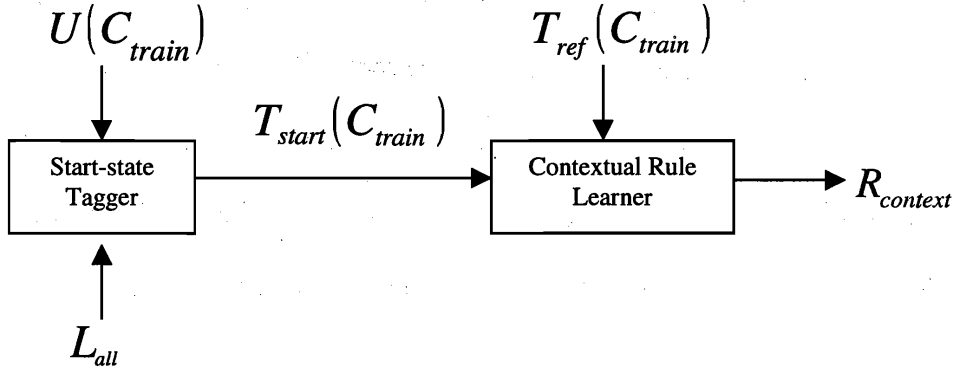 U(C_train)
T_ref(C_train)
T_start(C_train)
Start-state
Tagger
Contextual Rule
Learner
R_context
L_all